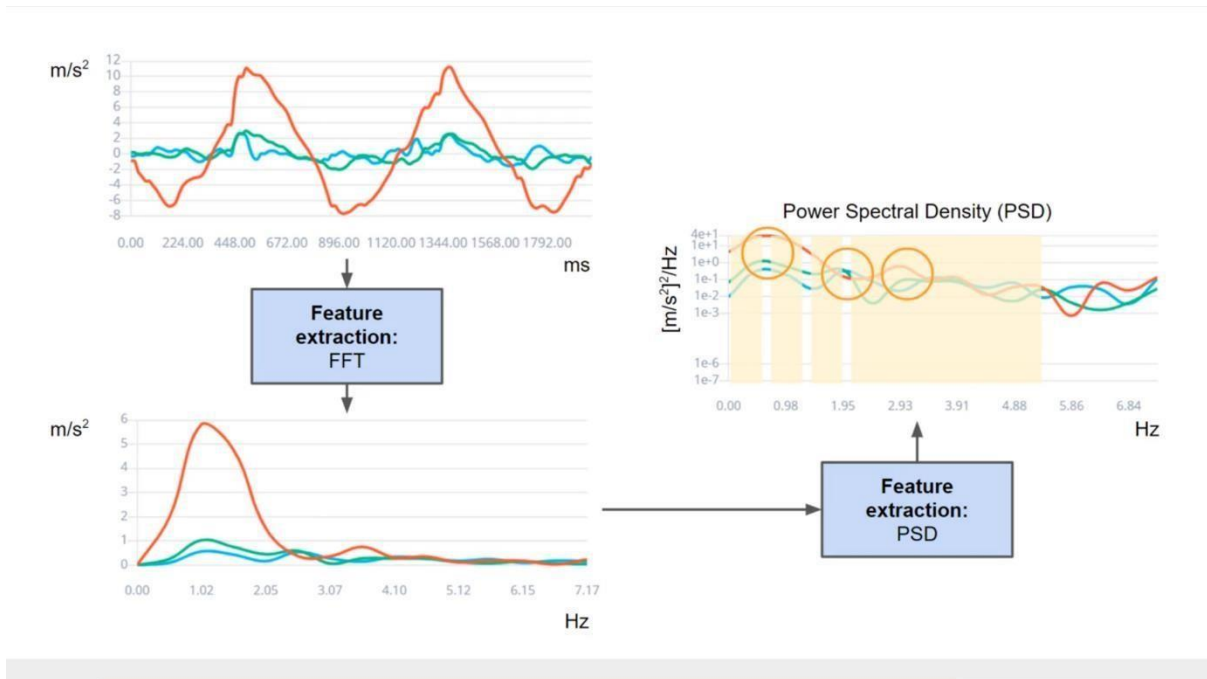 m/s²
12
10
8
6
4
2
0
-2
-4
-6
-8
0.00 224.00 448.00 672.00 896.00 1120.00 1344.00 1568.00 1792.00
ms
Feature
extraction:
FFT
m/s²
6
5
4
3
2
1
0
0.00 1.02 2.05 3.07 4.10 5.12 6.15 7.17
Hz
Power Spectral Density (PSD)
[m/s²]²/Hz
4e+1
1e+1
1e+0
1e-1
1e-2
1e-3
1e-6
1e-7
0.00 0.98 1.95 2.93 3.91 4.88 5.86 6.84
Hz
Feature
extraction:
PSD